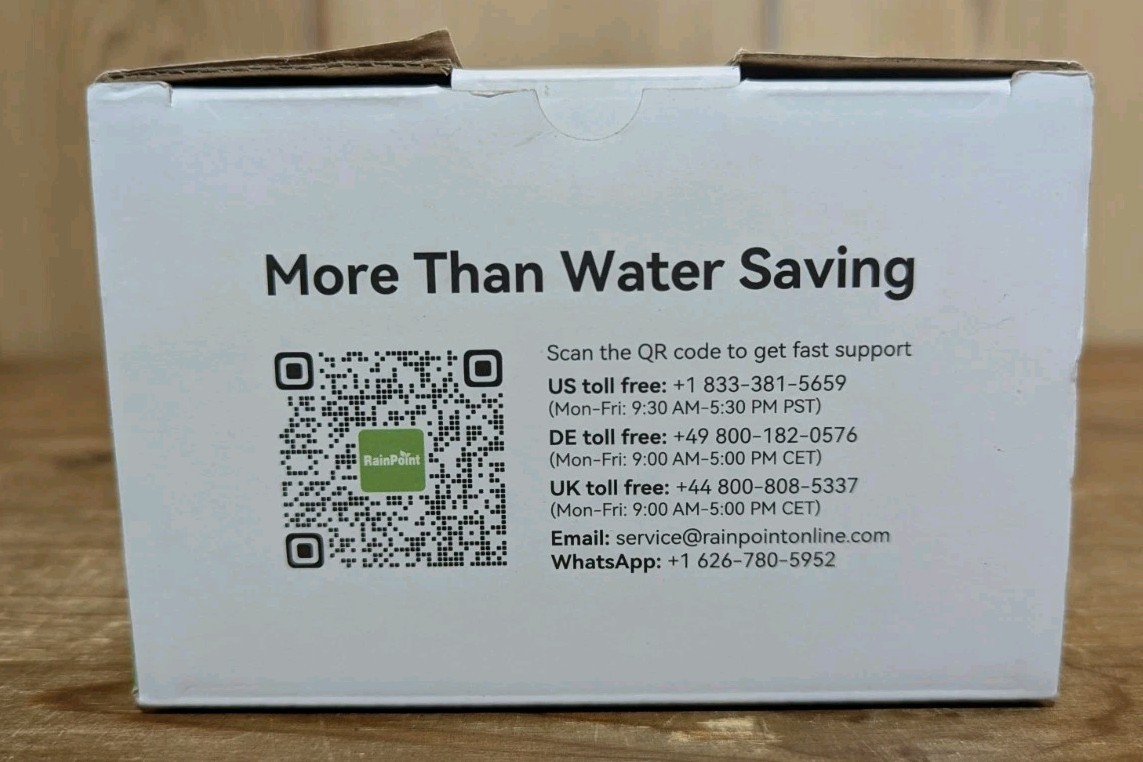 More Than Water Saving
RainPoint
Scan the QR code to get fast support
US toll free: +1 833-381-5659
(Mon-Fri: 9:30 AM-5:30 PM PST)
DE toll free: +49 800-182-0576
(Mon-Fri: 9:00 AM-5:00 PM CET)
UK toll free: +44 800-808-5337
(Mon-Fri: 9:00 AM-5:00 PM CET)
Email: service@rainpointonline.com
WhatsApp: +1 626-780-5952